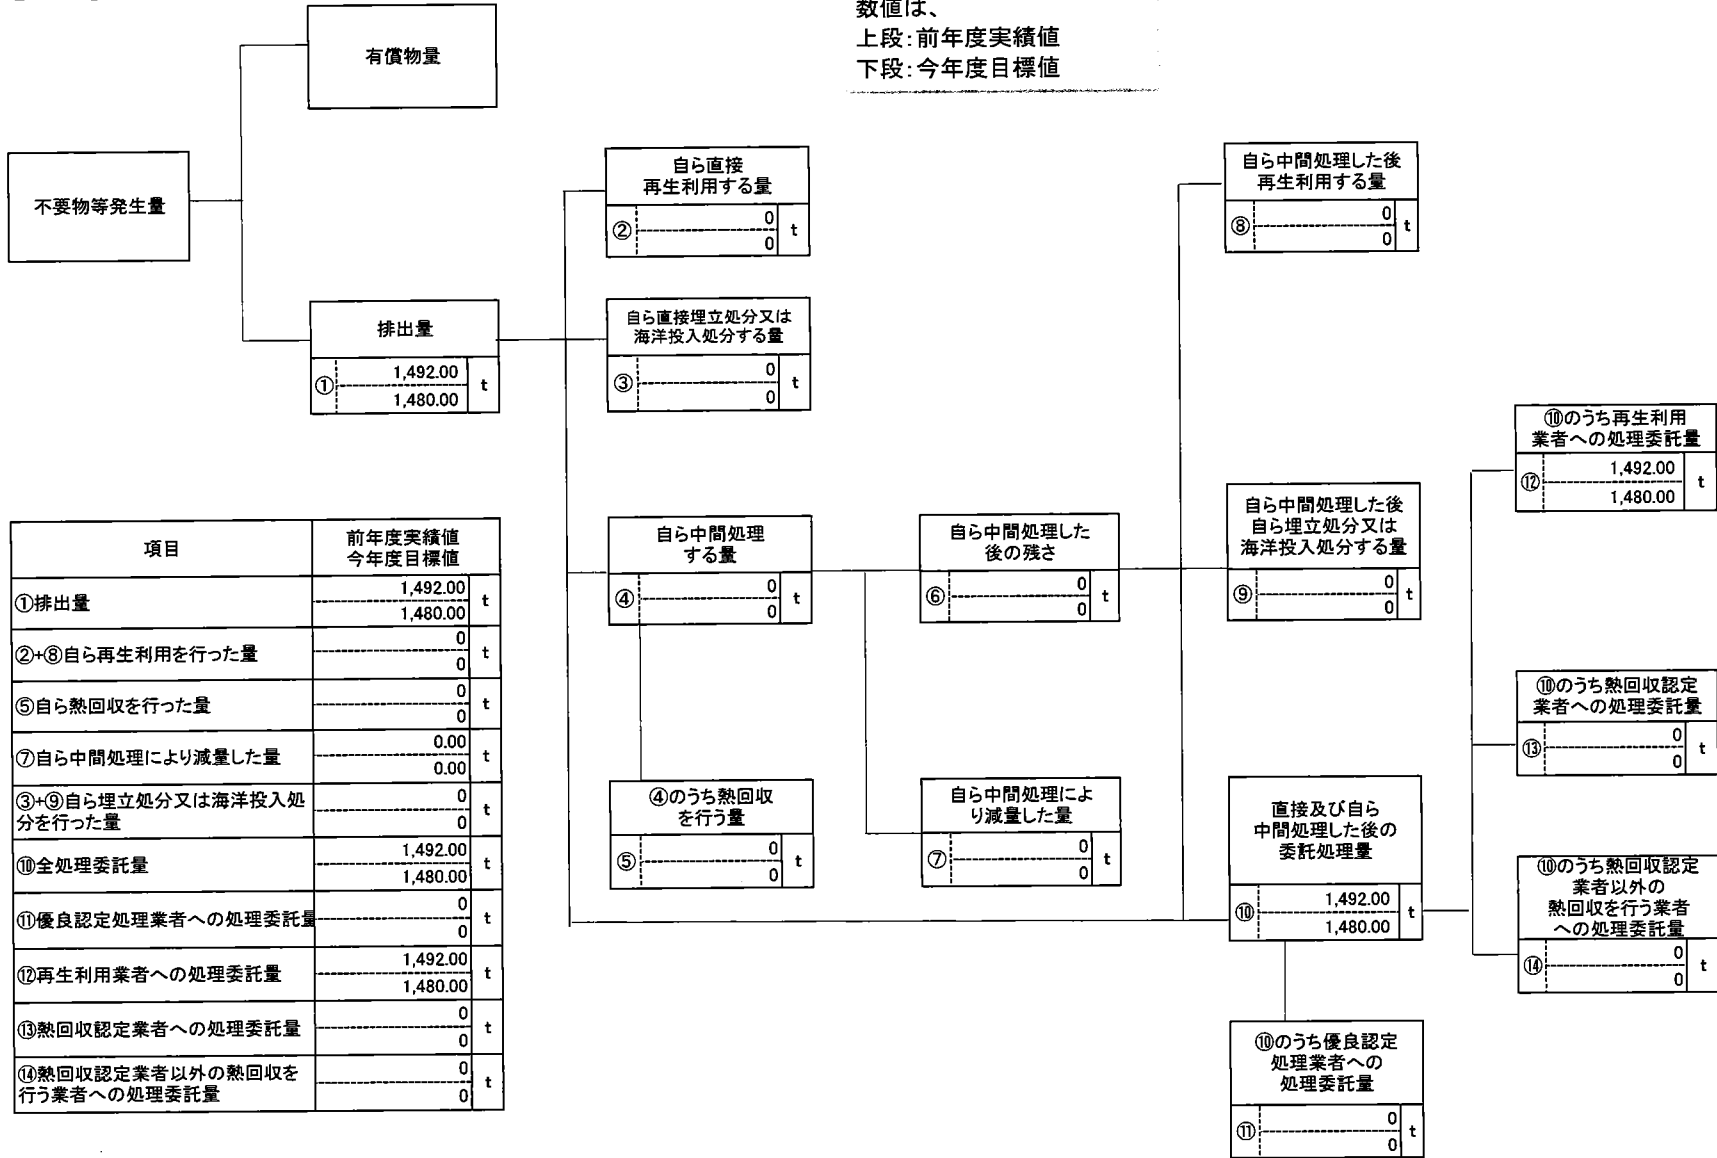 数値は、
上段:前年度実績値
下段:今年度目標値
有償物量
不要物等発生量
排出量
① 1,492.00 t
1,480.00
自ら直接
再生利用する量
② 0 t
0
自ら直接埋立処分又は
海洋投入処分する量
③ 0 t
0
自ら中間処理
する量
④ 0 t
0
④のうち熱回収
を行う量
⑤ 0 t
0
自ら中間処理した
後の残さ
⑥ 0 t
0
自ら中間処理によ
り減量した量
⑦ 0 t
0
自ら中間処理した後
再生利用する量
⑧ 0 t
0
自ら中間処理した後
自ら埋立処分又は
海洋投入処分する量
⑨ 0 t
0
直接及び自ら
中間処理した後の
委託処理量
⑩ 1,492.00 t
1,480.00
⑩のうち優良認定
処理業者への
処理委託量
⑪ 0 t
0
⑩のうち再生利用
業者への処理委託量
⑫ 1,492.00 t
1,480.00
⑩のうち熱回収認定
業者への処理委託量
⑬ 0 t
0
⑩のうち熱回収認定
業者以外の
熱回収を行う業者
への処理委託量
⑭ 0 t
0
項目
前年度実績値
今年度目標値
①排出量 1,492.00 t
1,480.00
②+⑧自ら再生利用を行った量 0 t
0
⑤自ら熱回収を行った量 0 t
0
⑦自ら中間処理により減量した量 0.00 t
0.00
③+⑨自ら埋立処分又は海洋投入処
分を行った量 0 t
0
⑩全処理委託量 1,492.00 t
1,480.00
⑪優良認定処理業者への処理委託量 0 t
0
⑫再生利用業者への処理委託量 1,492.00 t
1,480.00
⑬熱回収認定業者への処理委託量 0 t
0
⑭熱回収認定業者以外の熱回収を
行う業者への処理委託量 0 t
0